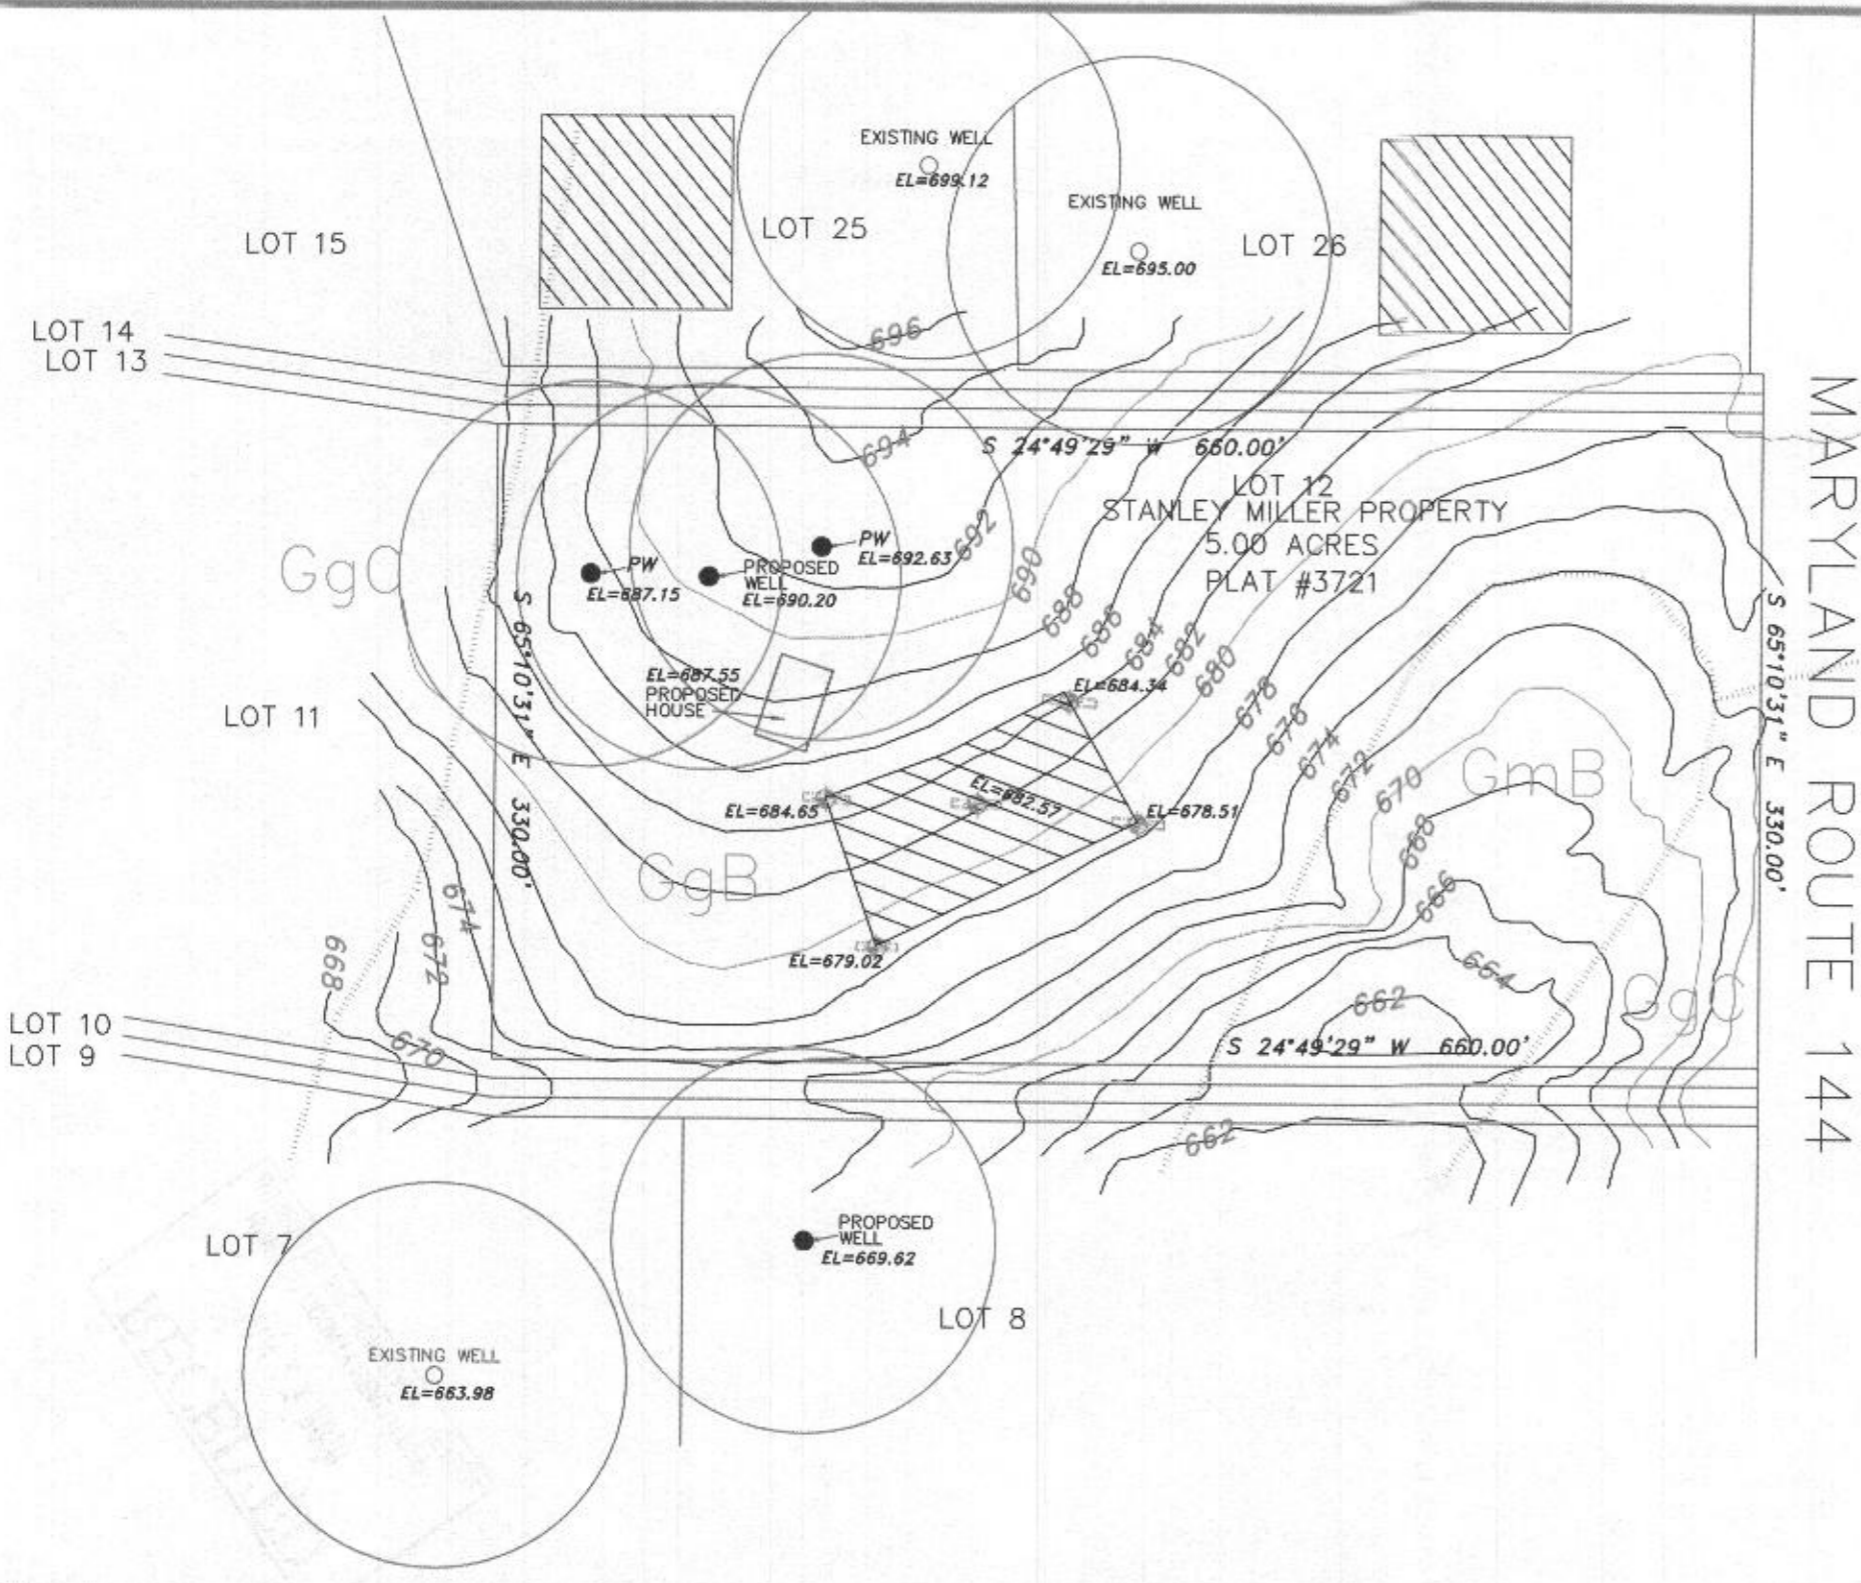 EXISTING WELL
EL=699.12
EXISTING WELL
EL=695.00
LOT 15
LOT 25
LOT 26
LOT 14
LOT 13
696
694
S 24°49'29" W 660.00'
LOT 12
STANLEY MILLER PROPERTY
5.00 ACRES
PLAT #3721
MARYLAND ROUTE 144
GgC
PW
EL=687.15
PROPOSED
WELL
EL=690.20
PW
EL=692.63
692
690
688
686
684
682
680
678
676
674
672
670
668
666
664
662
S 65°10'31" E 330.00'
S 65°10'31" E 330.00'
EL=687.55
PROPOSED
HOUSE
EL=684.34
LOT 11
EL=684.65
EL=682.57
EL=678.51
GmB
GgB
EL=679.02
GgC
674
672
668
670
LOT 10
LOT 9
S 24°49'29" W 660.00'
662
LOT 7
PROPOSED
WELL
EL=669.62
LOT 8
EXISTING WELL
EL=663.98